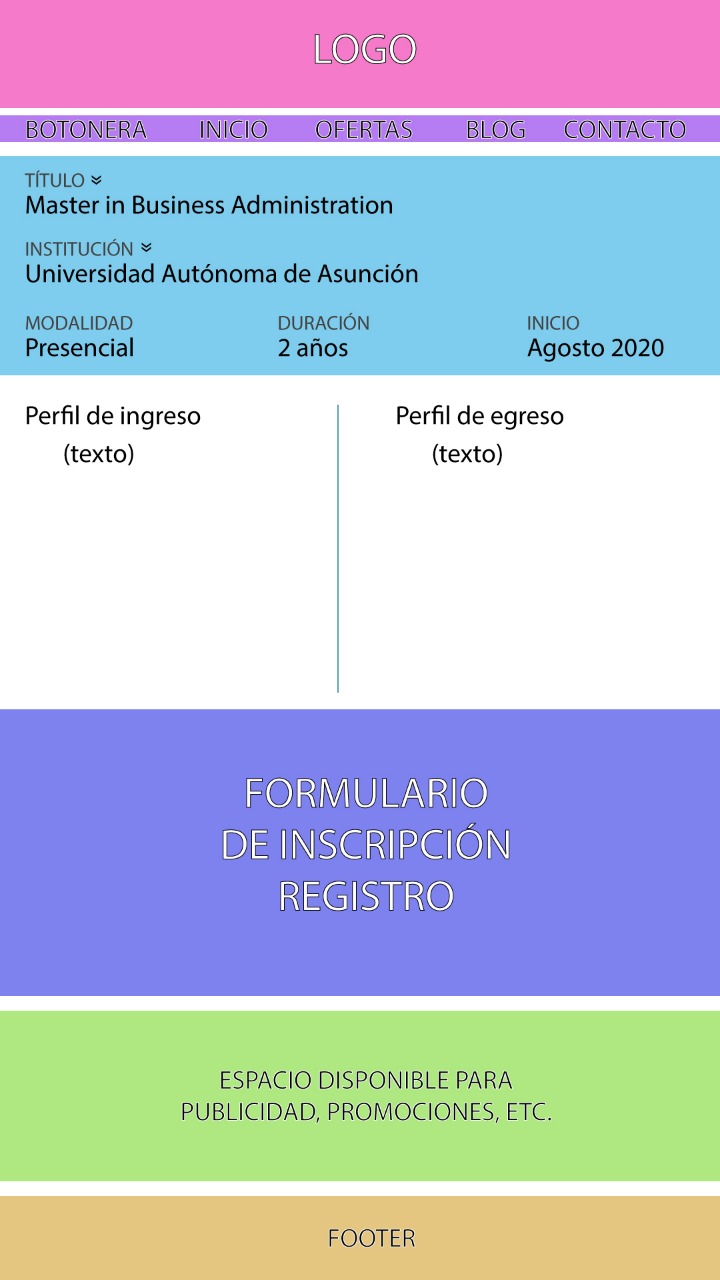 LOGO
BOTONERA INICIO OFERTAS BLOG CONTACTO
TÍTULO
Master in Business Administration
INSTITUCIÓN
Universidad Autónoma de Asunción
MODALIDAD DURACIÓN INICIO
Presencial 2 años Agosto 2020
Perfil de ingreso Perfil de egreso
(texto) (texto)
FORMULARIO
DE INSCRIPCIÓN
REGISTRO
ESPACIO DISPONIBLE PARA
PUBLICIDAD, PROMOCIONES, ETC.
FOOTER